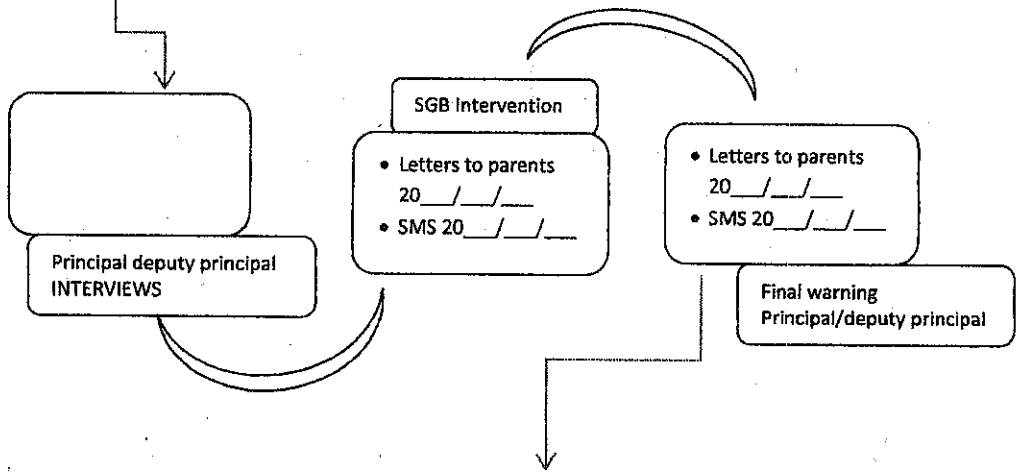 Principal deputy principal
INTERVIEWS
SGB Intervention
• Letters to parents
20___/___/___
• SMS 20___/___/___
• Letters to parents
20___/___/___
• SMS 20___/___/___
Final warning
Principal/deputy principal